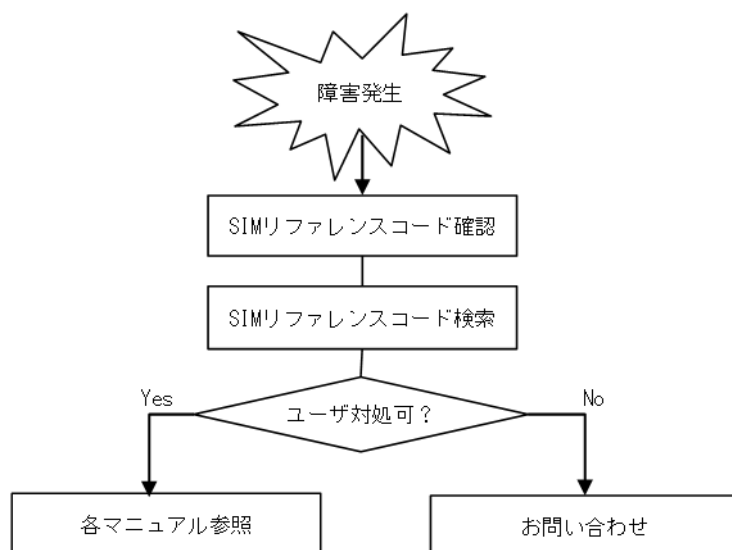 障害発生
SIMリファレンスコード確認
SIMリファレンスコード検索
Yes
ユーザ対処可？
No
各マニュアル参照
お問い合わせ